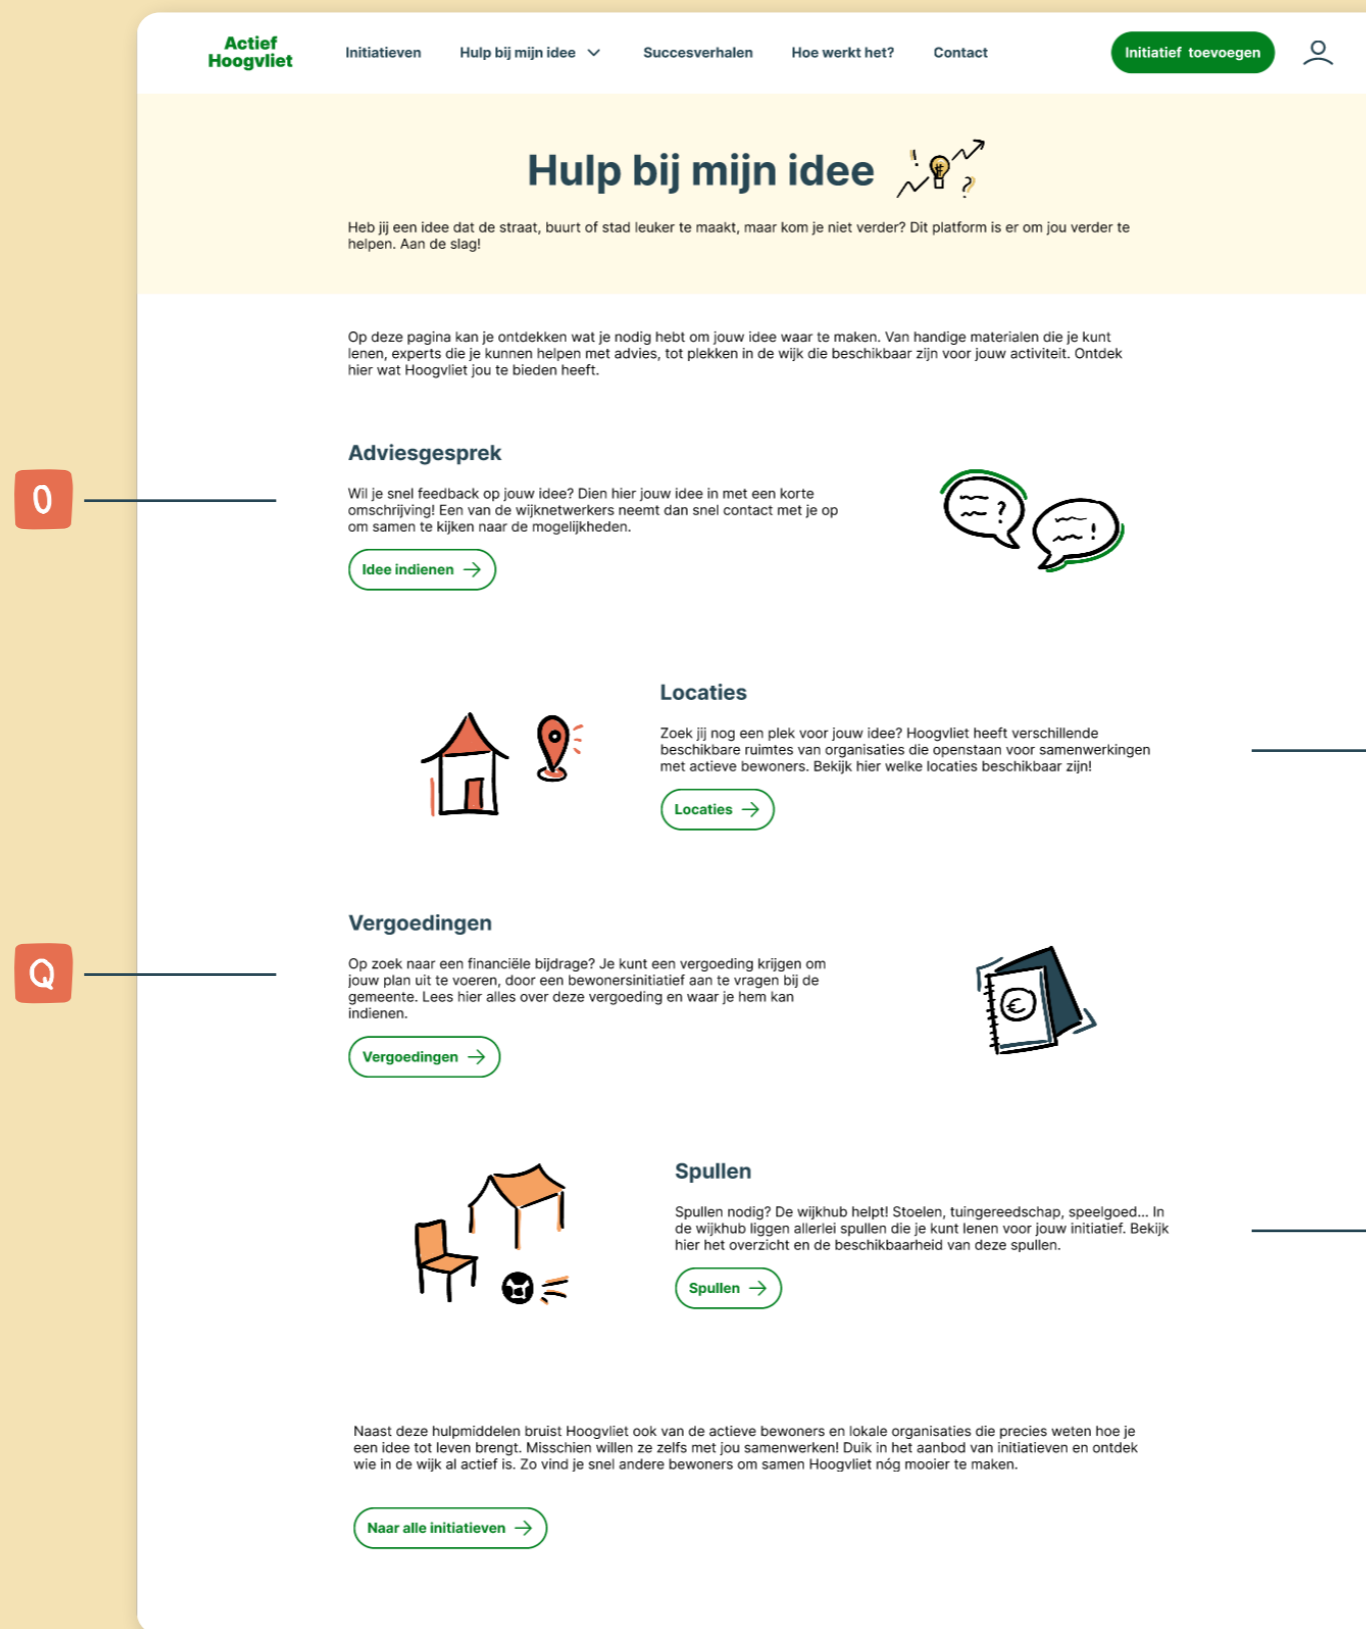 Actief
Hoogvliet
Initiatieven
Hulp bij mijn idee
Succesverhalen
Hoe werkt het?
Contact
Initiatief toevoegen
Hulp bij mijn idee
Heb jij een idee dat de straat, buurt of stad leuker te maakt, maar kom je niet verder? Dit platform is er om jou verder te
helpen. Aan de slag!
Op deze pagina kan je ontdekken wat je nodig hebt om jouw idee waar te maken. Van handige materialen die je kunt
lenen, experts die je kunnen helpen met advies, tot plekken in de wijk die beschikbaar zijn voor jouw activiteit. Ontdek
hier wat Hoogvliet jou te bieden heeft.
O
Adviesgesprek
Wil je snel feedback op jouw idee? Dien hier jouw idee in met een korte
omschrijving! Een van de wijknetwerkers neemt dan snel contact met je op
om samen te kijken naar de mogelijkheden.
Idee indienen
Locaties
Zoek jij nog een plek voor jouw idee? Hoogvliet heeft verschillende
beschikbare ruimtes van organisaties die openstaan voor samenwerkingen
met actieve bewoners. Bekijk hier welke locaties beschikbaar zijn!
Locaties
Q
Vergoedingen
Op zoek naar een financiële bijdrage? Je kunt een vergoeding krijgen om
jouw plan uit te voeren, door een bewonersinitiatief aan te vragen bij de
gemeente. Lees hier alles over deze vergoeding en waar je hem kan
indienen.
Vergoedingen
Spullen
Spullen nodig? De wijkhub helpt! Stoelen, tuingereedschap, speelgoed... In
de wijkhub liggen allerlei spullen die je kunt lenen voor jouw initiatief. Bekijk
hier het overzicht en de beschikbaarheid van deze spullen.
Spullen
Naast deze hulpmiddelen bruist Hoogvliet ook van de actieve bewoners en lokale organisaties die precies weten hoe je
een idee tot leven brengt. Misschien willen ze zelfs met jou samenwerken! Duik in het aanbod van initiatieven en ontdek
wie in de wijk al actief is. Zo vind je snel andere bewoners om samen Hoogvliet nóg mooier te maken.
Naar alle initiatieven